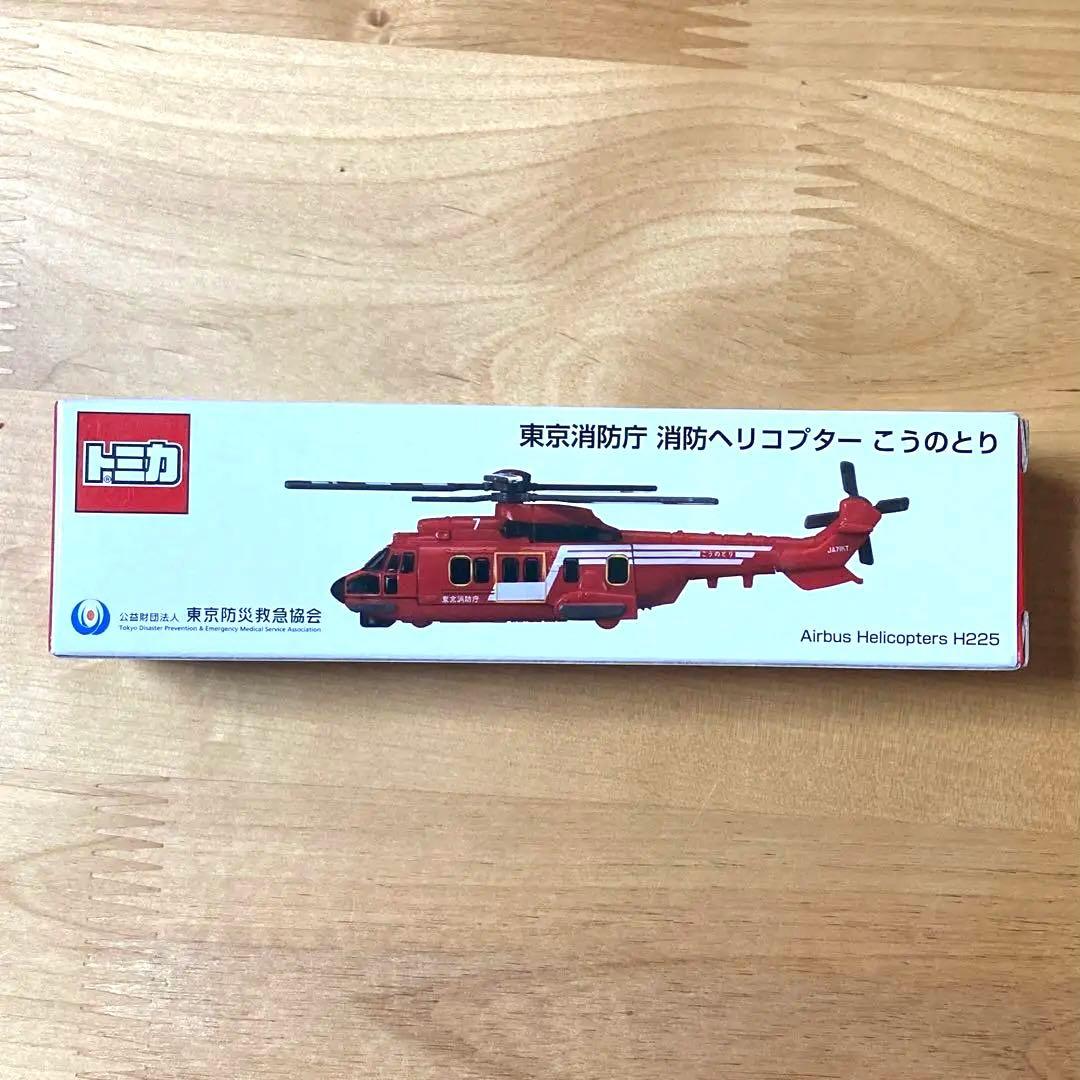 トミカ
®
東京消防庁 消防ヘリコプター こうのとり
7
こうのとり
東京消防庁
公益財団法人 東京防災救急協会
Tokyo Disaster Prevention & Emergency Medical Service Association
Airbus Helicopters H225